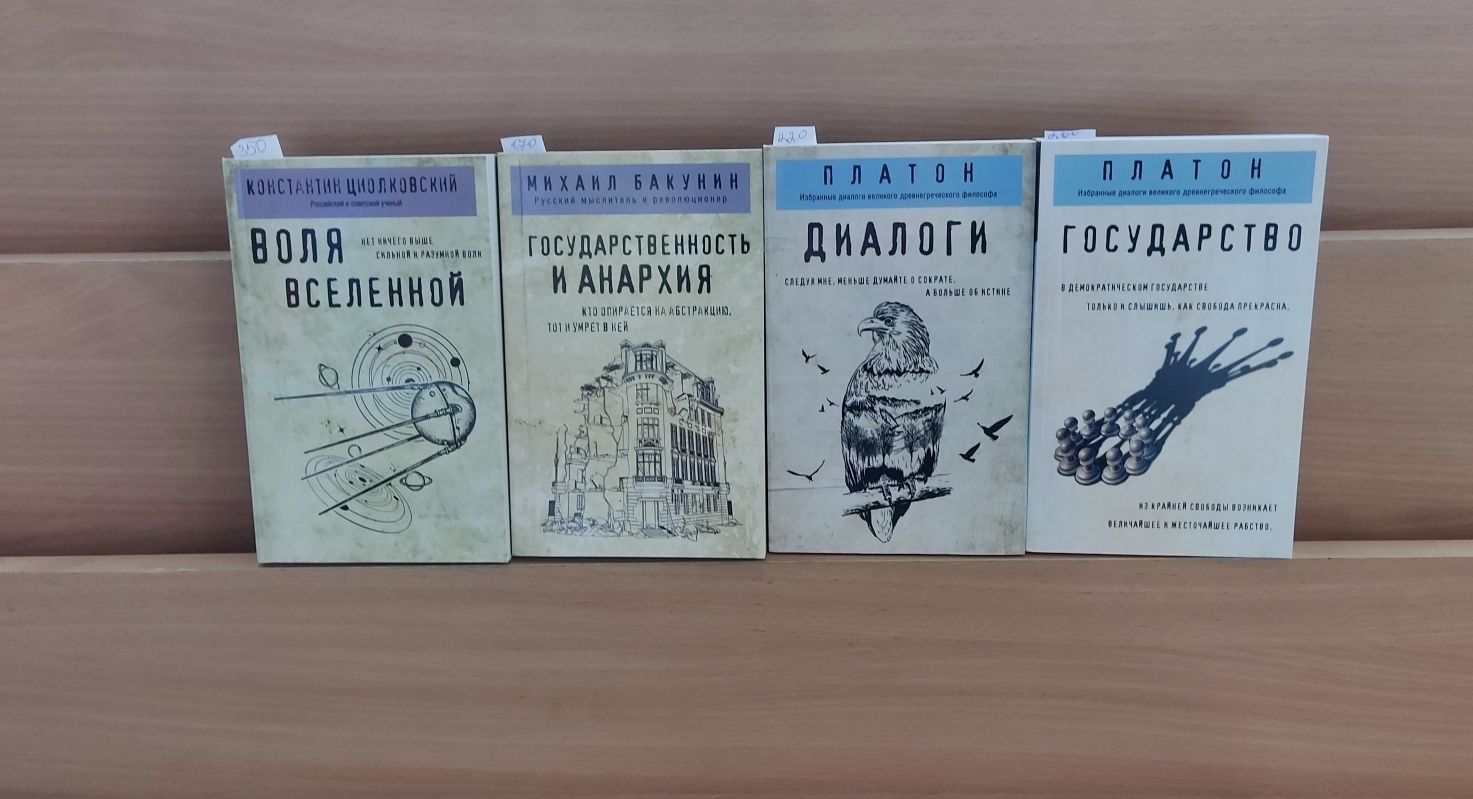 350
КОНСТАНТИН ЦИОЛКОВСКИЙ
Российский и советский ученый
ВОЛЯ
ВСЕЛЕННОЙ
НЕТ НИЧЕГО ВЫШЕ
СИЛЬНОЙ И РАЗУМНОЙ ВОЛИ
МИХАИЛ БАКУНИН
Русский мыслитель и революционер
ГОСУДАРСТВЕННОСТЬ
И АНАРХИЯ
КТО ОПИРАЕТСЯ НА АБСТРАКЦИЮ,
ТОТ И УМРЕТ В НЕЙ
220
ПЛАТОН
Избранные диалоги великого древнегреческого философа
ДИАЛОГИ
СЛЕДУЯ МНЕ, МЕНЬШЕ ДУМАЙТЕ О СОКРАТЕ,
А БОЛЬШЕ ОБ ИСТИНЕ
ПЛАТОН
Избранные диалоги великого древнегреческого философа
ГОСУДАРСТВО
В ДЕМОКРАТИЧЕСКОМ ГОСУДАРСТВЕ
ТОЛЬКО И СЛЫШИШЬ, КАК СВОБОДА ПРЕКРАСНА,
ИЗ КРАЙНЕЙ СВОБОДЫ ВОЗНИКАЕТ
ВЕЛИЧАЙШЕЕ И ЖЕСТОЧАЙШЕЕ РАБСТВО.